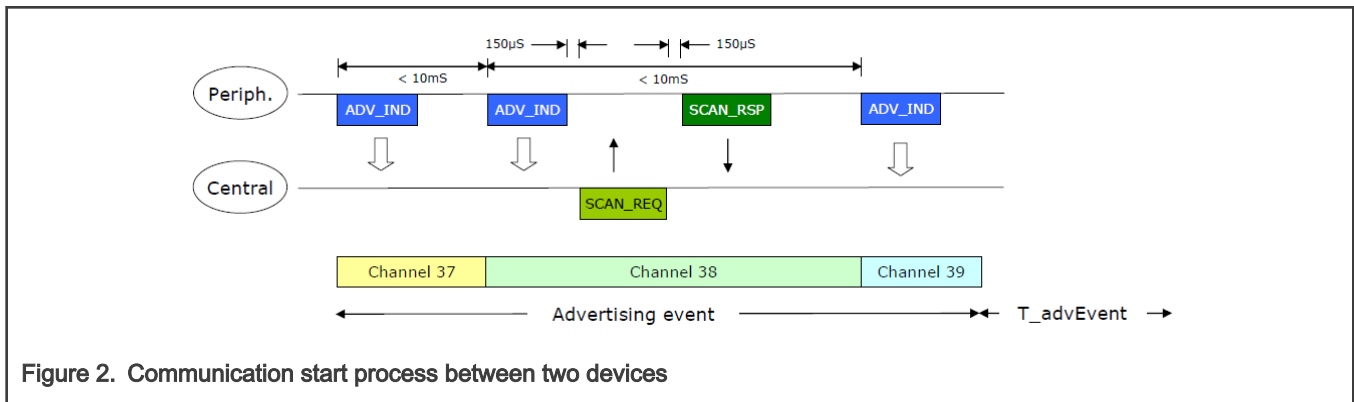 150µS
150µS
< 10mS
< 10mS
Periph.
ADV_IND
ADV_IND
SCAN_RSP
ADV_IND
Central
SCAN_REQ
Channel 37
Channel 38
Channel 39
Advertising event
T_advEvent
Figure 2. Communication start process between two devices